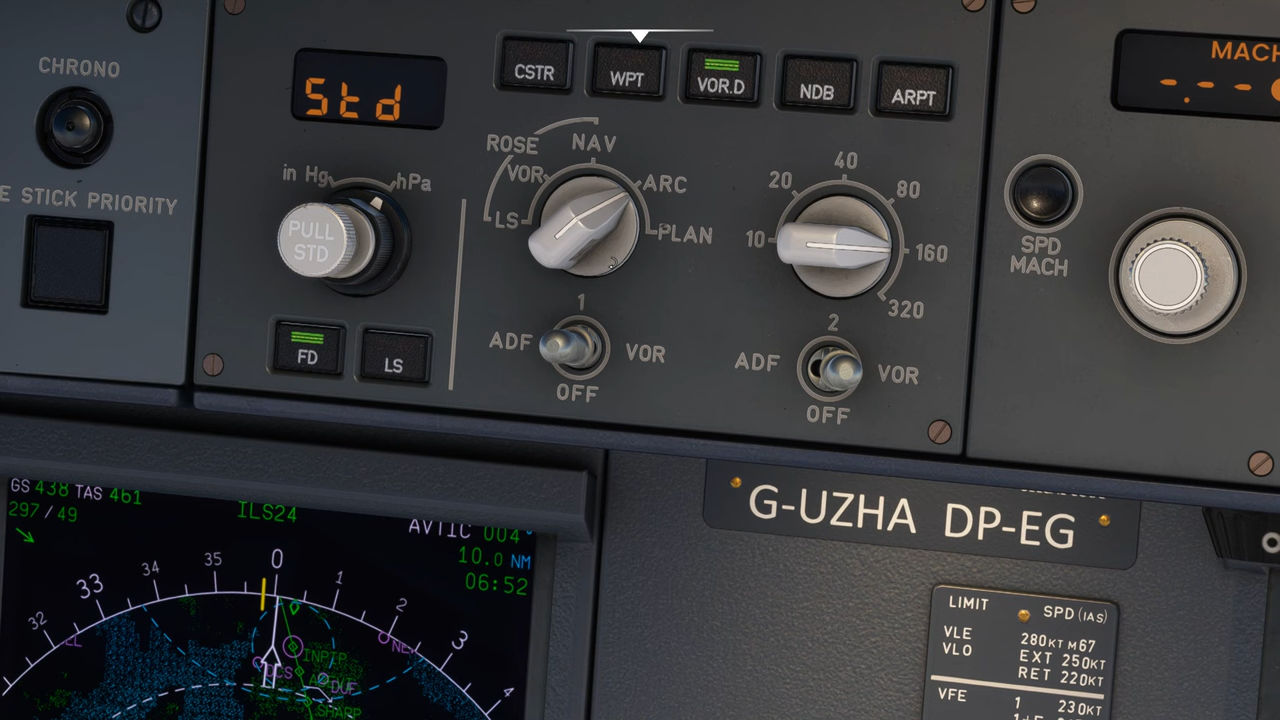 CHRONO
E STICK PRIORITY
Std
in Hg
hPa
PULL
STD
FD
LS
CSTR
WPT
VOR.D
NDB
ARPT
ROSE
NAV
VOR
ARC
LS
PLAN
10
20
40
80
160
320
1
ADF
VOR
OFF
2
ADF
VOR
OFF
MACH
SPD
MACH
GS 438 TAS 461
297/49
ILS24
AVTIC 004°
10.0 NM
06:52
32
33
34
35
0
1
2
3
4
INPIP
DCS
DUF
SHARP
G-UZHA DP-EG
LIMIT SPD (IAS)
VLE 280KT M67
VLO EXT 250KT
RET 220KT
VFE 1 230KT